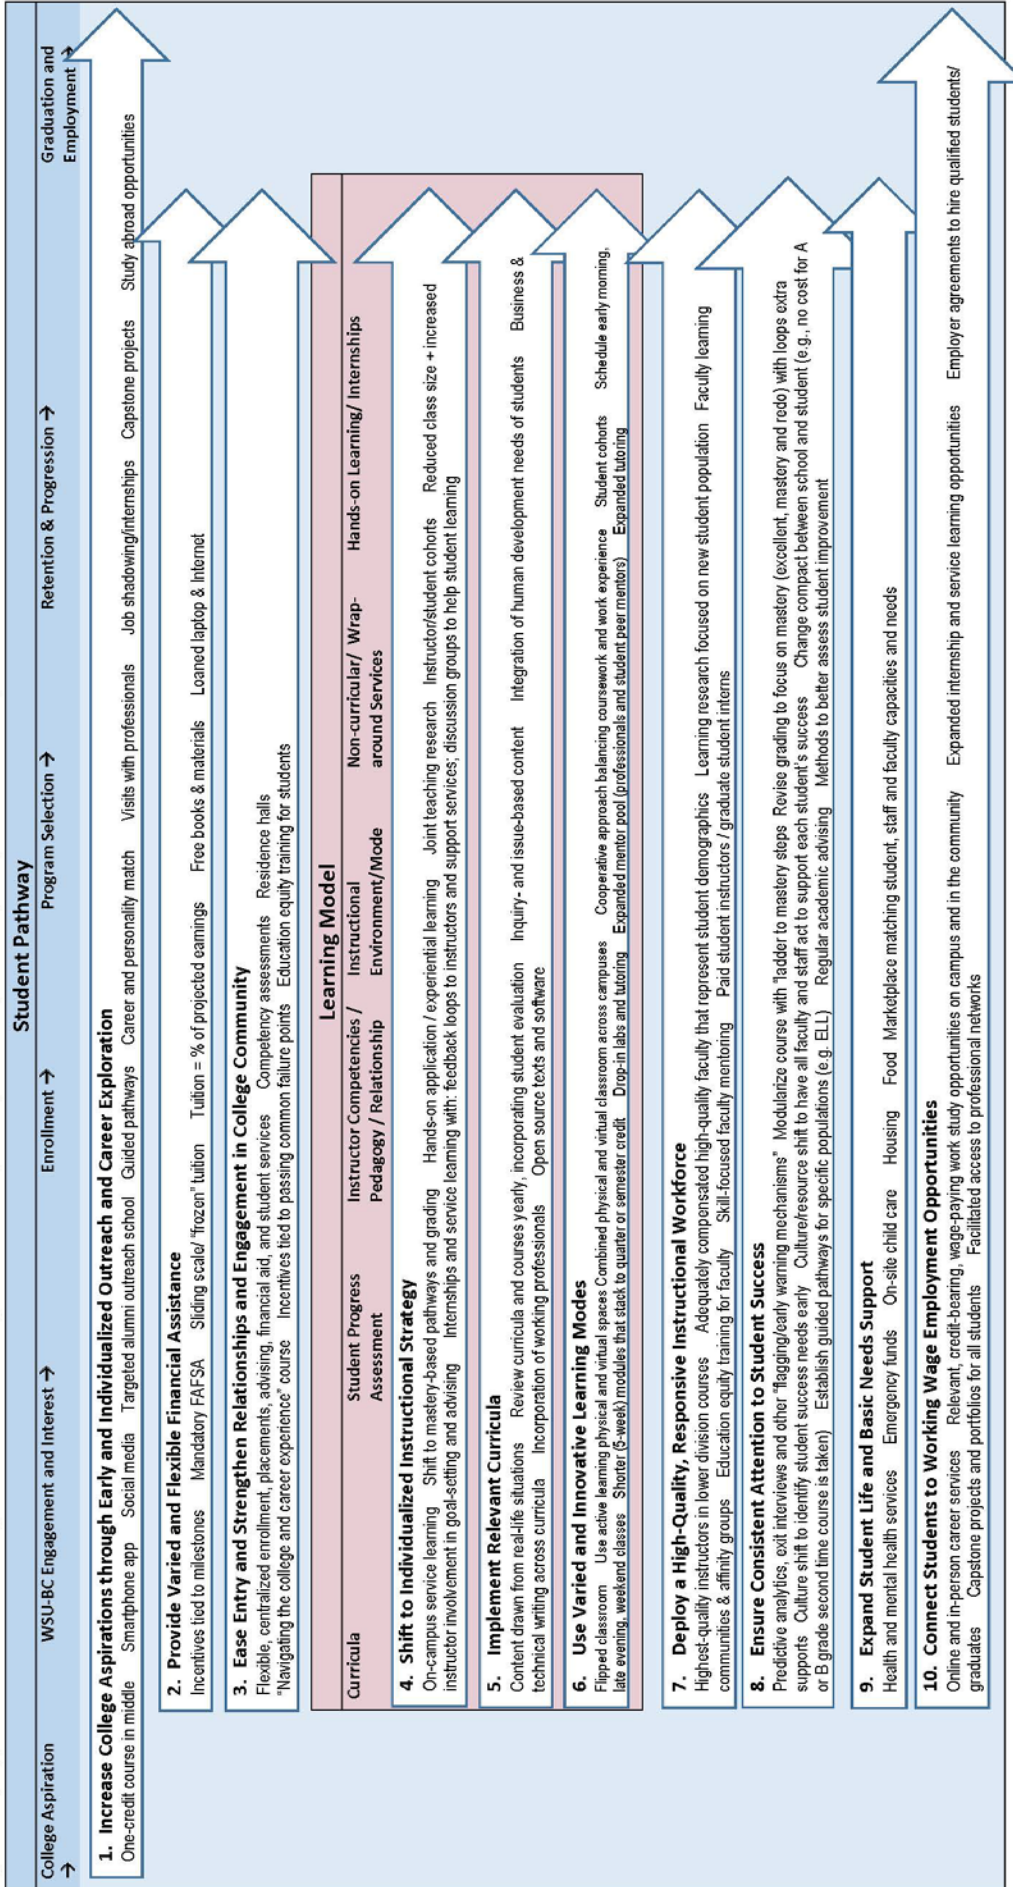 Student Pathway
College Aspiration →
WSU-BC Engagement and Interest →
Enrollment →
Program Selection →
Retention & Progression →
Graduation and Employment →
1. Increase College Aspirations through Early and Individualized Outreach and Career Exploration
One-credit course in middle Smartphone app Social media Targeted alumni outreach school Guided pathways Career and personality match Visits with professionals Job shadowing/internships Capstone projects Study abroad opportunities
2. Provide Varied and Flexible Financial Assistance
Incentives tied to milestones Mandatory FAFSA Sliding scale/ “frozen” tuition Tuition = % of projected earnings Free books & materials Loaned laptop & Internet
3. Ease Entry and Strengthen Relationships and Engagement in College Community
Flexible, centralized enrollment, placements, advising, financial aid, and student services Competency assessments Residence halls
“Navigating the college and career experience” course Incentives tied to passing common failure points Education equity training for students
Learning Model
Curricula
Student Progress Assessment
Instructor Competencies / Pedagogy / Relationship
Instructional Environment/Mode
Non-curricular/ Wrap-around Services
Hands-on Learning/ Internships
4. Shift to Individualized Instructional Strategy
On-campus service learning Shift to mastery-based pathways and grading Hands-on application / experiential learning Joint teaching research Instructor/student cohorts Reduced class size + increased
instructor involvement in goal-setting and advising Internships and service learning with: feedback loops to instructors and support services; discussion groups to help student learning
5. Implement Relevant Curricula
Content drawn from real-life situations Review curricula and courses yearly, incorporating student evaluation Inquiry- and issue-based content Integration of human development needs of students Business &
technical writing across curricula Incorporation of working professionals Open source texts and software
6. Use Varied and Innovative Learning Modes
Flipped classroom Use active learning physical and virtual spaces Combined physical and virtual classroom across campuses Cooperative approach balancing coursework and work experience Student cohorts Schedule early morning,
late evening, weekend classes Shorter (5-week) modules that stack to quarter or semester credit Drop-in labs and tutoring Expanded mentor pool (professionals and student peer mentors) Expanded tutoring
7. Deploy a High-Quality, Responsive Instructional Workforce
Highest-quality instructors in lower division courses Adequately compensated high-quality faculty that represent student demographics Learning research focused on new student population Faculty learning
communities & affinity groups Education equity training for faculty Skill-focused faculty mentoring Paid student instructors / graduate student interns
8. Ensure Consistent Attention to Student Success
Predictive analytics, exit interviews and other “flagging/early warning mechanisms” Modularize course with “ladder to mastery steps Revise grading to focus on mastery (excellent, mastery and redo) with loops extra
supports Culture shift to identify student success needs early Culture/resource shift to have all faculty and staff act to support each student’s success Change compact between school and student (e.g., no cost for A
or B grade second time course is taken) Establish guided pathways for specific populations (e.g. ELL) Regular academic advising Methods to better assess student improvement
9. Expand Student Life and Basic Needs Support
Health and mental health services Emergency funds On-site child care Housing Food Marketplace matching student, staff and faculty capacities and needs
10. Connect Students to Working Wage Employment Opportunities
Online and in-person career services Relevant, credit-bearing, wage-paying work study opportunities on campus and in the community Expanded internship and service learning opportunities Employer agreements to hire qualified students/
graduates Capstone projects and portfolios for all students Facilitated access to professional networks